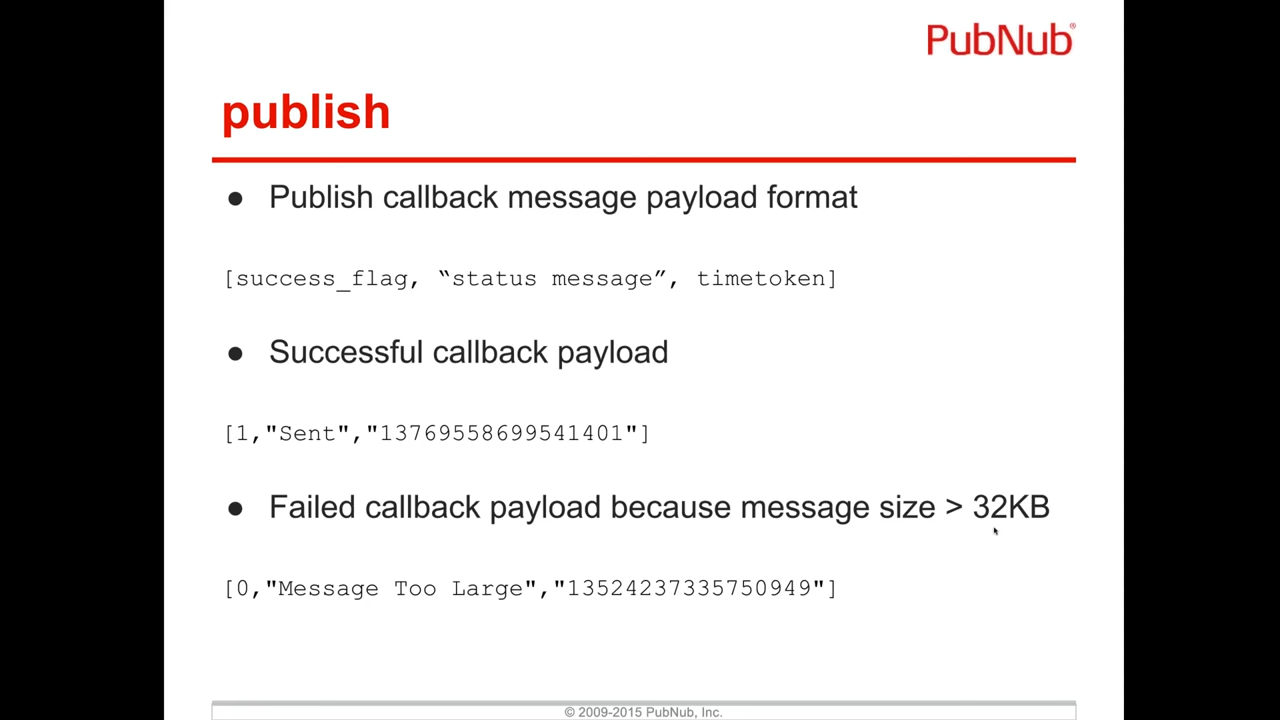 PubNub®
publish
● Publish callback message payload format
[success_flag, “status message”, timetoken]
● Successful callback payload
[1,"Sent","13769558699541401"]
● Failed callback payload because message size > 32KB
[0,"Message Too Large","13524237335750949"]
© 2009-2015 PubNub, Inc.